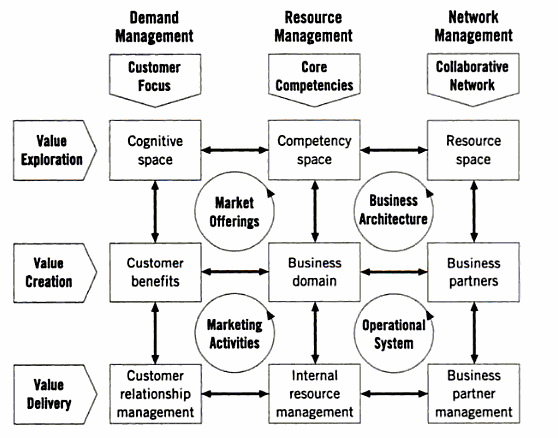 Demand
Management
Resource
Management
Network
Management
Customer
Focus
Core
Competencies
Collaborative
Network
Value
Exploration
Cognitive
space
Competency
space
Resource
space
Market
Offerings
Business
Architecture
Value
Creation
Customer
benefits
Business
domain
Business
partners
Marketing
Activities
Operational
System
Value
Delivery
Customer
relationship
management
Internal
resource
management
Business
partner
management